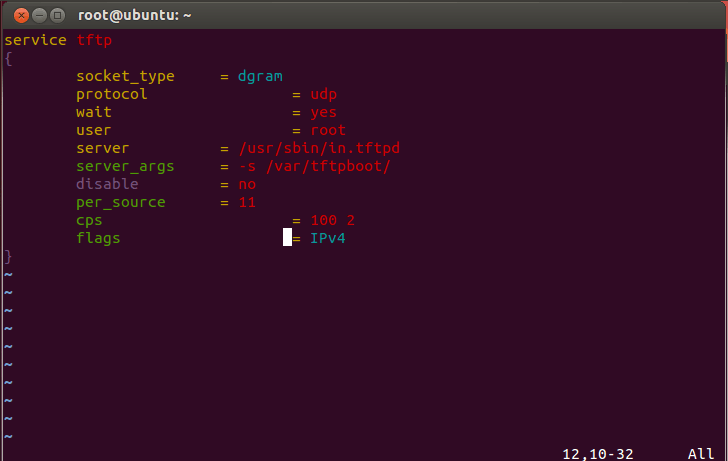 root@ubuntu: ~
service tftp
{
socket_type = dgram
protocol = udp
wait = yes
user = root
server = /usr/sbin/in.tftpd
server_args = -s /var/tftpboot/
disable = no
per_source = 11
cps = 100 2
flags = IPv4
}
~
~
~
~
~
~
~
~
~
~
12,10-32 All